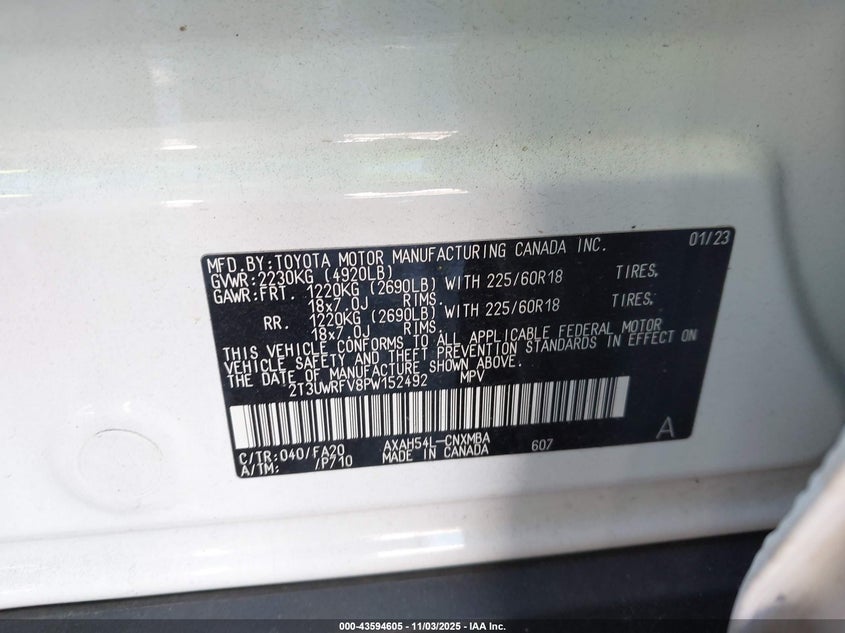 MFD. BY: TOYOTA MOTOR MANUFACTURING CANADA INC. 01/23
GVWR: 2230KG (4920LB)
GAWR: FRT. 1220KG (2690LB) WITH 225/60R18 TIRES,
18x7.0J RIMS.
RR. 1220KG (2690LB) WITH 225/60R18 TIRES,
18x7.0J RIMS.
THIS VEHICLE CONFORMS TO ALL APPLICABLE FEDERAL MOTOR
VEHICLE SAFETY AND THEFT PREVENTION STANDARDS IN EFFECT ON
THE DATE OF MANUFACTURE SHOWN ABOVE.
2T3UWRFV8PW152492 MPV
C/TR: 040/FA20 AXAH54L-CNXMBA 607 A
A/TM: /P710 MADE IN CANADA
000-43594605 - 11/03/2025 - IAA Inc.